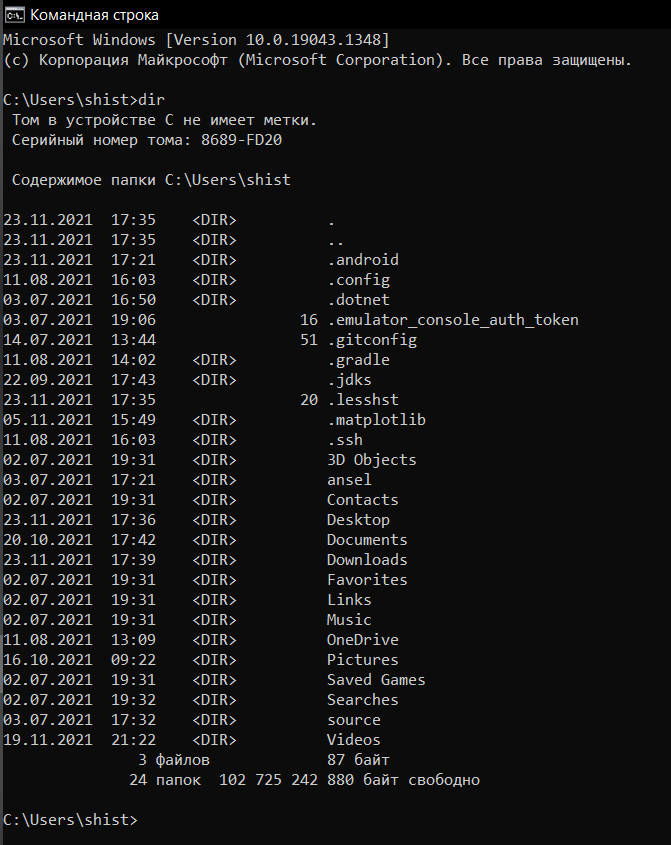 Командная строка
Microsoft Windows [Version 10.0.19043.1348]
(c) Корпорация Майкрософт (Microsoft Corporation). Все права защищены.
C:\Users\shist>dir
Том в устройстве C не имеет метки.
Серийный номер тома: 8689-FD20
Содержимое папки C:\Users\shist
23.11.2021  17:35    <DIR>          .
23.11.2021  17:35    <DIR>          ..
23.11.2021  17:21    <DIR>          .android
11.08.2021  16:03    <DIR>          .config
03.07.2021  16:50    <DIR>          .dotnet
03.07.2021  19:06                16 .emulator_console_auth_token
14.07.2021  13:44                51 .gitconfig
11.08.2021  14:02    <DIR>          .gradle
22.09.2021  17:43    <DIR>          .jdks
23.11.2021  17:35                20 .lesshst
05.11.2021  15:49    <DIR>          .matplotlib
11.08.2021  16:03    <DIR>          .ssh
02.07.2021  19:31    <DIR>          3D Objects
03.07.2021  17:21    <DIR>          ansel
02.07.2021  19:31    <DIR>          Contacts
23.11.2021  17:36    <DIR>          Desktop
20.10.2021  17:42    <DIR>          Documents
23.11.2021  17:39    <DIR>          Downloads
02.07.2021  19:31    <DIR>          Favorites
02.07.2021  19:31    <DIR>          Links
02.07.2021  19:31    <DIR>          Music
11.08.2021  13:09    <DIR>          OneDrive
16.10.2021  09:22    <DIR>          Pictures
02.07.2021  19:31    <DIR>          Saved Games
02.07.2021  19:32    <DIR>          Searches
03.07.2021  17:32    <DIR>          source
19.11.2021  21:22    <DIR>          Videos
3 файлов             87 байт
24 папок  102 725 242 880 байт свободно
C:\Users\shist>